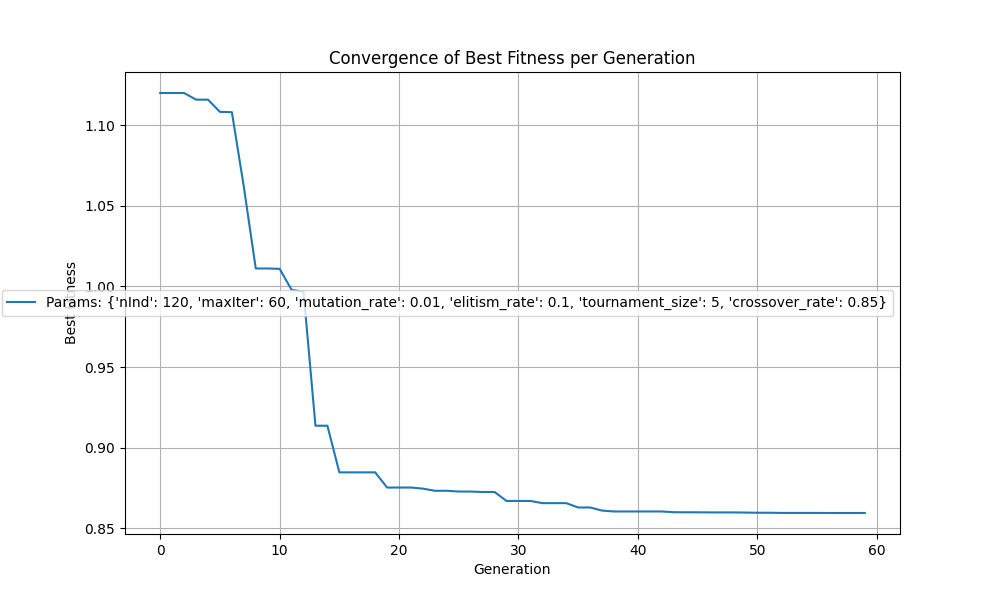 Convergence of Best Fitness per Generation
1.10
1.05
1.00
Params: {'nInd': 120, 'maxIter': 60, 'mutation_rate': 0.01, 'elitism_rate': 0.1, 'tournament_size': 5, 'crossover_rate': 0.85}
Best Fitness
0.95
0.90
0.85
0 10 20 30 40 50 60
Generation